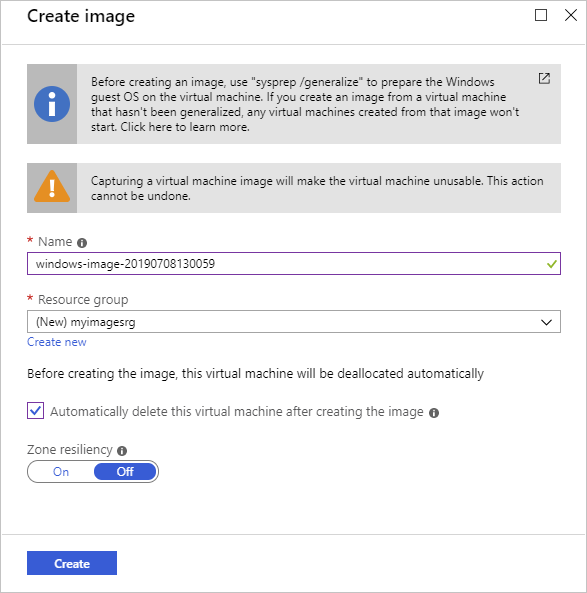 Create image
Before creating an image, use "sysprep /generalize" to prepare the Windows
guest OS on the virtual machine. If you create an image from a virtual machine
that hasn't been generalized, any virtual machines created from that image won't
start. Click here to learn more.
Capturing a virtual machine image will make the virtual machine unusable. This action
cannot be undone.
* Name
windows-image-20190708130059
* Resource group
(New) myimagesrg
Create new
Before creating the image, this virtual machine will be deallocated automatically
Automatically delete this virtual machine after creating the image
Zone resiliency
On Off
Create